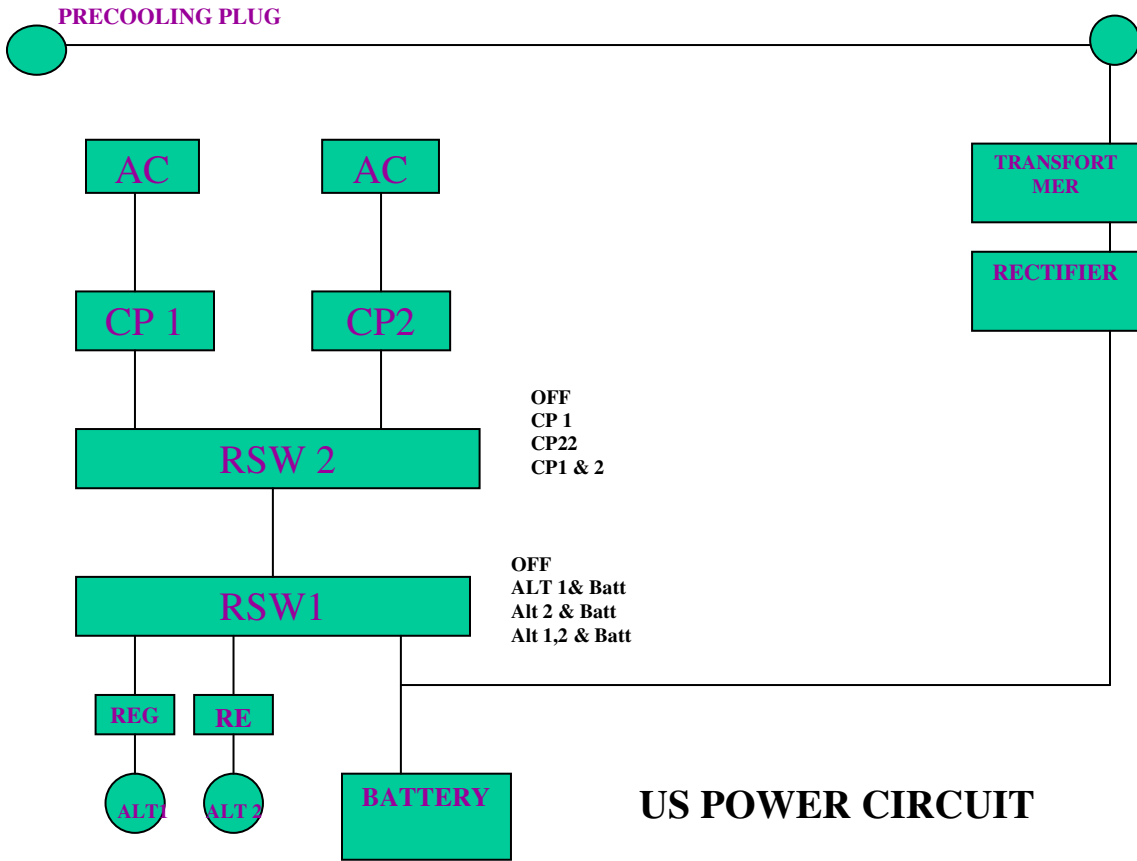 PRECOOLING PLUG
AC
AC
TRANSFORT
MER
RECTIFIER
CP 1
CP2
OFF
CP 1
CP22
CP1 & 2
RSW 2
OFF
ALT 1& Batt
Alt 2 & Batt
Alt 1,2 & Batt
RSW1
REG
RE
ALT1
ALT 2
BATTERY
US POWER CIRCUIT